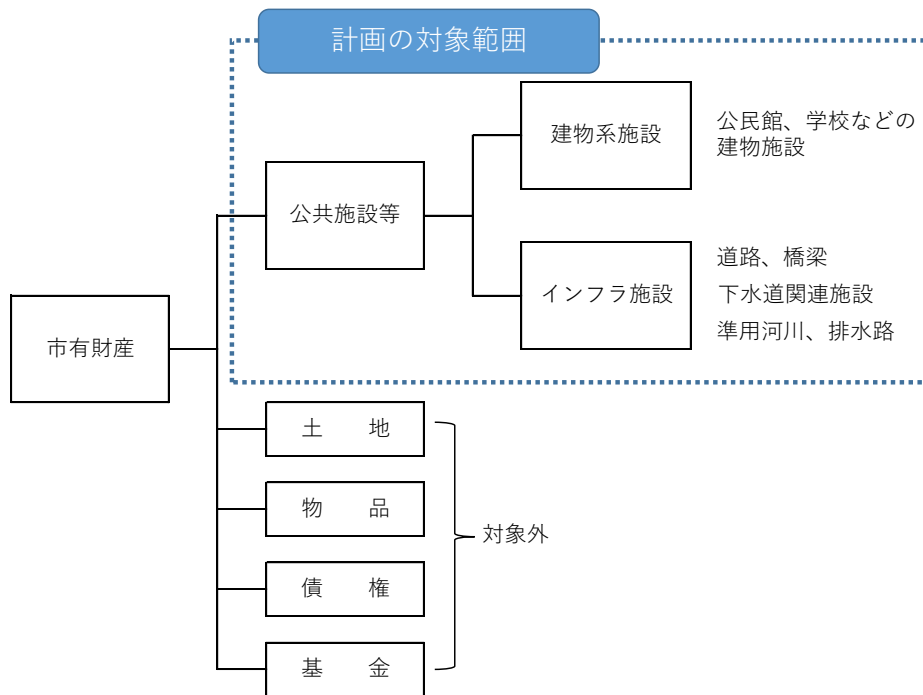 計画の対象範囲
建物系施設
公民館、学校などの
建物施設
公共施設等
インフラ施設
道路、橋梁
下水道関連施設
準用河川、排水路
市有財産
土　　地
物　　品
債　　権
基　　金
対象外